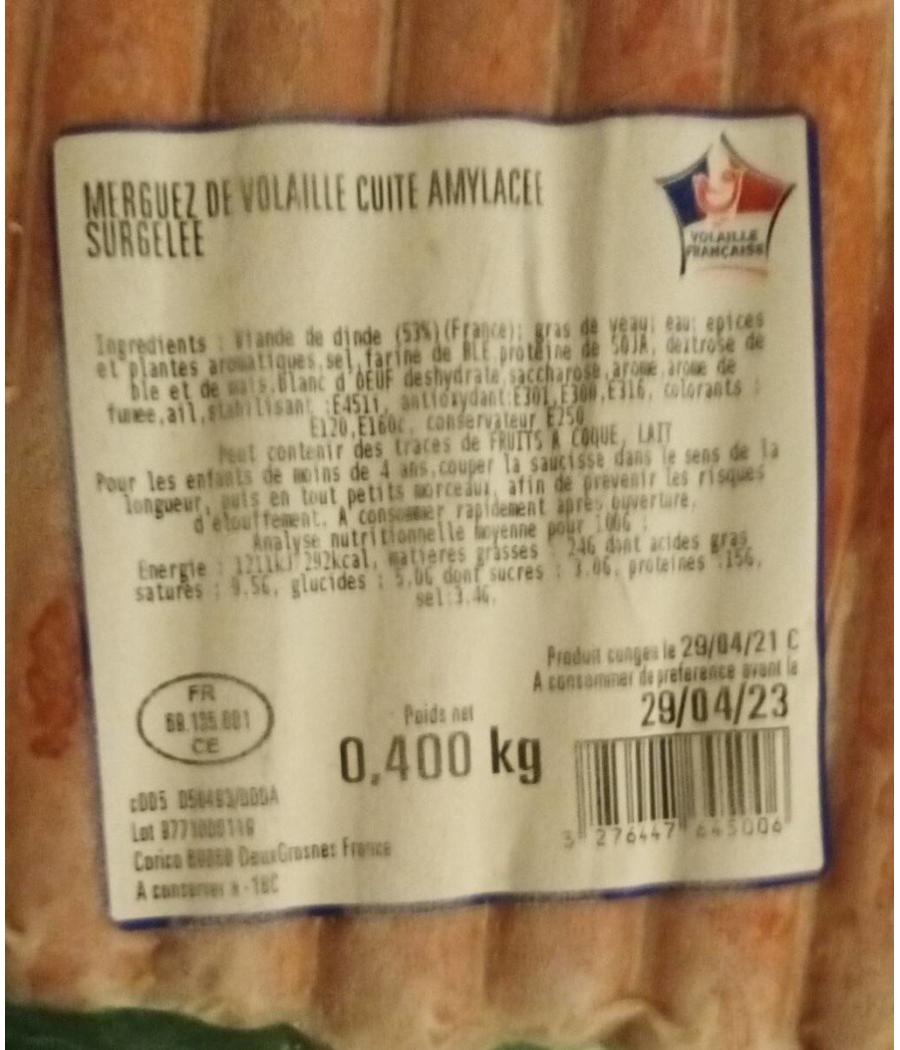 MERGUEZ DE VOLAILLE CUITE AMYLACEE
SURGELEE
VOLAILLE
FRANÇAISE
Ingredients : Viande de dinde (53%)(France); gras de veau; eau; epices
et plantes aromatiques,sel,farine de BLE,proteine de SOJA, dextrose de
ble et de mais,Blanc d'OEUF deshydrate,saccharose,arome,arome de
fumee,ail,stabilisant :E451i, antioxydant:E301,E300,E316, colorants :
E120,E160c, conservateur E250
Peut contenir des traces de FRUITS A COQUE, LAIT
Pour les enfants de moins de 4 ans,couper la saucisse dans le sens de la
longueur, puis en tout petits morceaux, afin de prevenir les risques
d'etouffement. A consommer rapidement apres ouverture.
Analyse nutritionnelle moyenne pour 100G :
Energie : 1211kJ 292kcal, matieres grasses : 24G dont acides gras
saturés : 9.5G, glucides : 5.0G dont sucres : 3.0G, proteines :15G,
sel:3.4G,
Produit congele le 29/04/21 C
A consommer de preference avant le
29/04/23
FR
CE
Poids net
0,400 kg
Lot
Corico DeuxGrosnes France
A conserver a -18C
3 276447 645006